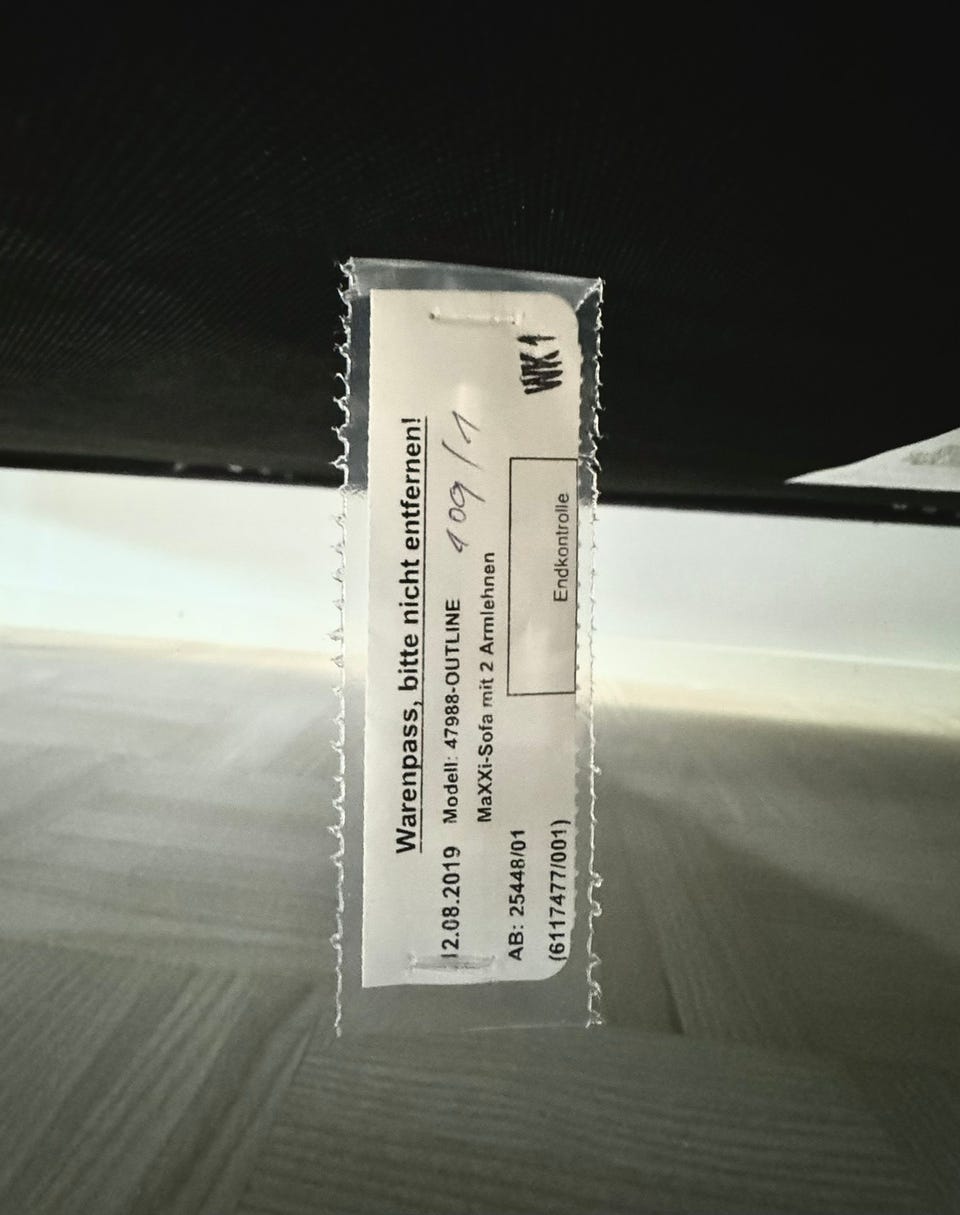 Warenpass, bitte nicht entfernen!
12.08.2019 Modell: 47988-OUTLINE 409/1
MaXXi-Sofa mit 2 Armlehnen
AB: 25448/01
WK1
(6117477/001)
Endkontrolle